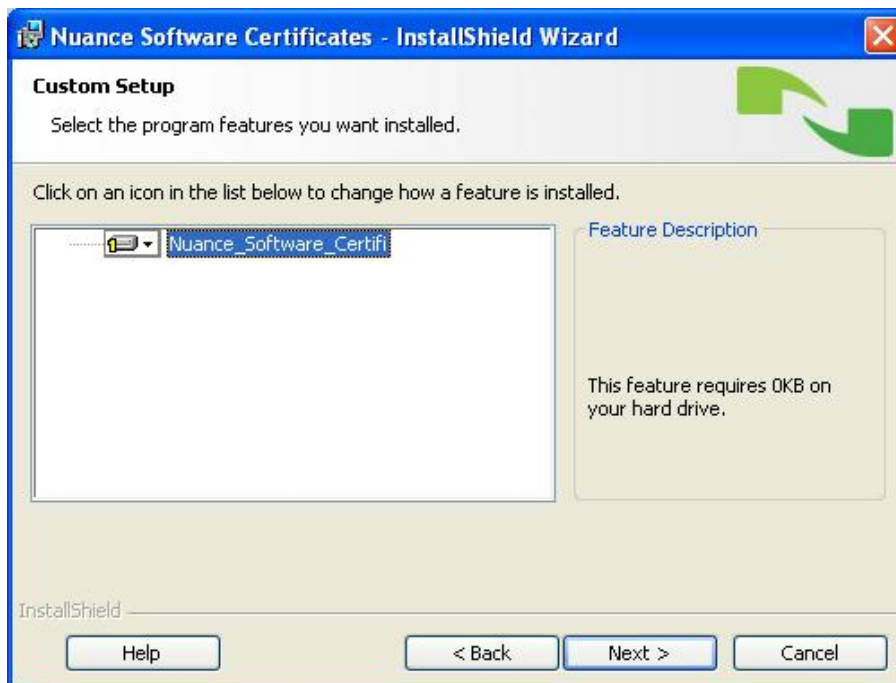 Nuance Software Certificates - InstallShield Wizard
Custom Setup
Select the program features you want installed.
Click on an icon in the list below to change how a feature is installed.
Nuance_Software_Certifi
Feature Description
This feature requires 0KB on
your hard drive.
InstallShield
Help
< Back
Next >
Cancel